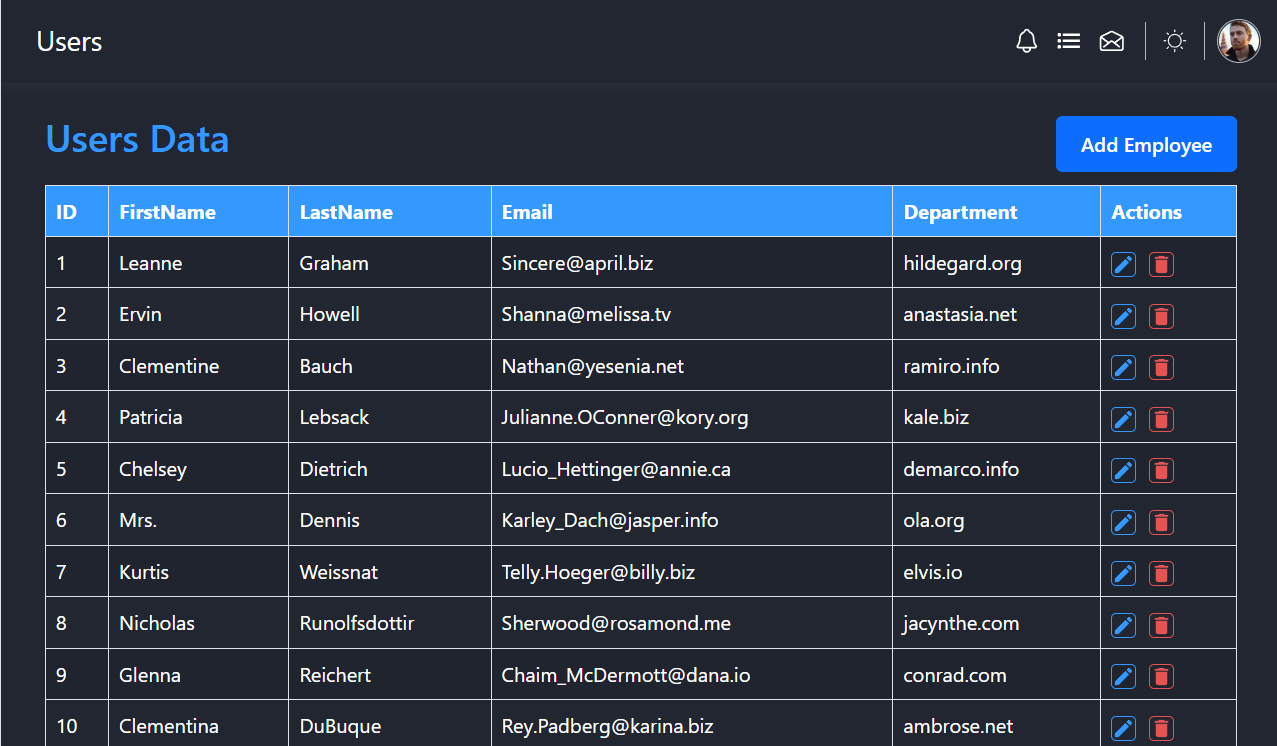 Users
Users Data
Add Employee
ID FirstName LastName Email Department Actions
1 Leanne Graham Sincere@april.biz hildegard.org
2 Ervin Howell Shanna@melissa.tv anastasia.net
3 Clementine Bauch Nathan@yesenia.net ramiro.info
4 Patricia Lebsack Julianne.OConner@kory.org kale.biz
5 Chelsey Dietrich Lucio_Hettinger@annie.ca demarco.info
6 Mrs. Dennis Karley_Dach@jasper.info ola.org
7 Kurtis Weissnat Telly.Hoeger@billy.biz elvis.io
8 Nicholas Runolfsdottir Sherwood@rosamond.me jacynthe.com
9 Glenna Reichert Chaim_McDermott@dana.io conrad.com
10 Clementina DuBuque Rey.Padberg@karina.biz ambrose.net